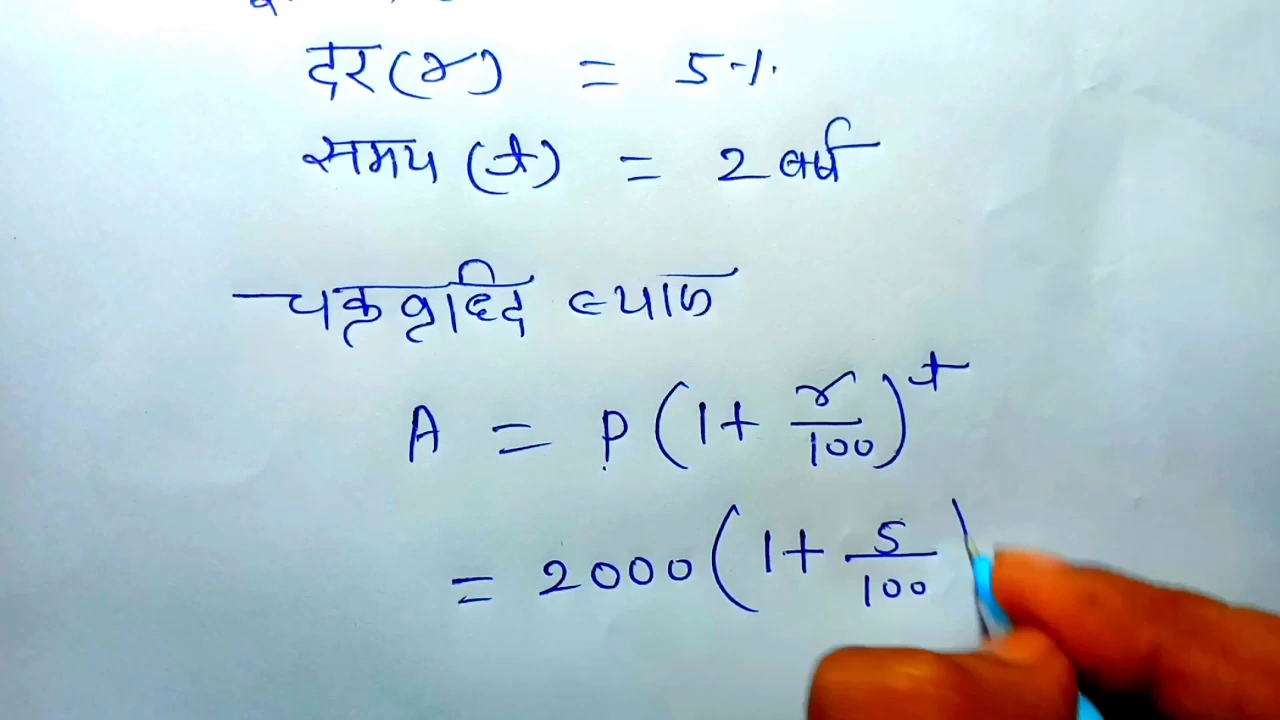 दर(r) = 5%
समय (t) = 2 वर्ष
चक्रवृध्दि ब्याज
A = P(1+ r/100)^t
= 2000(1+ 5/100)